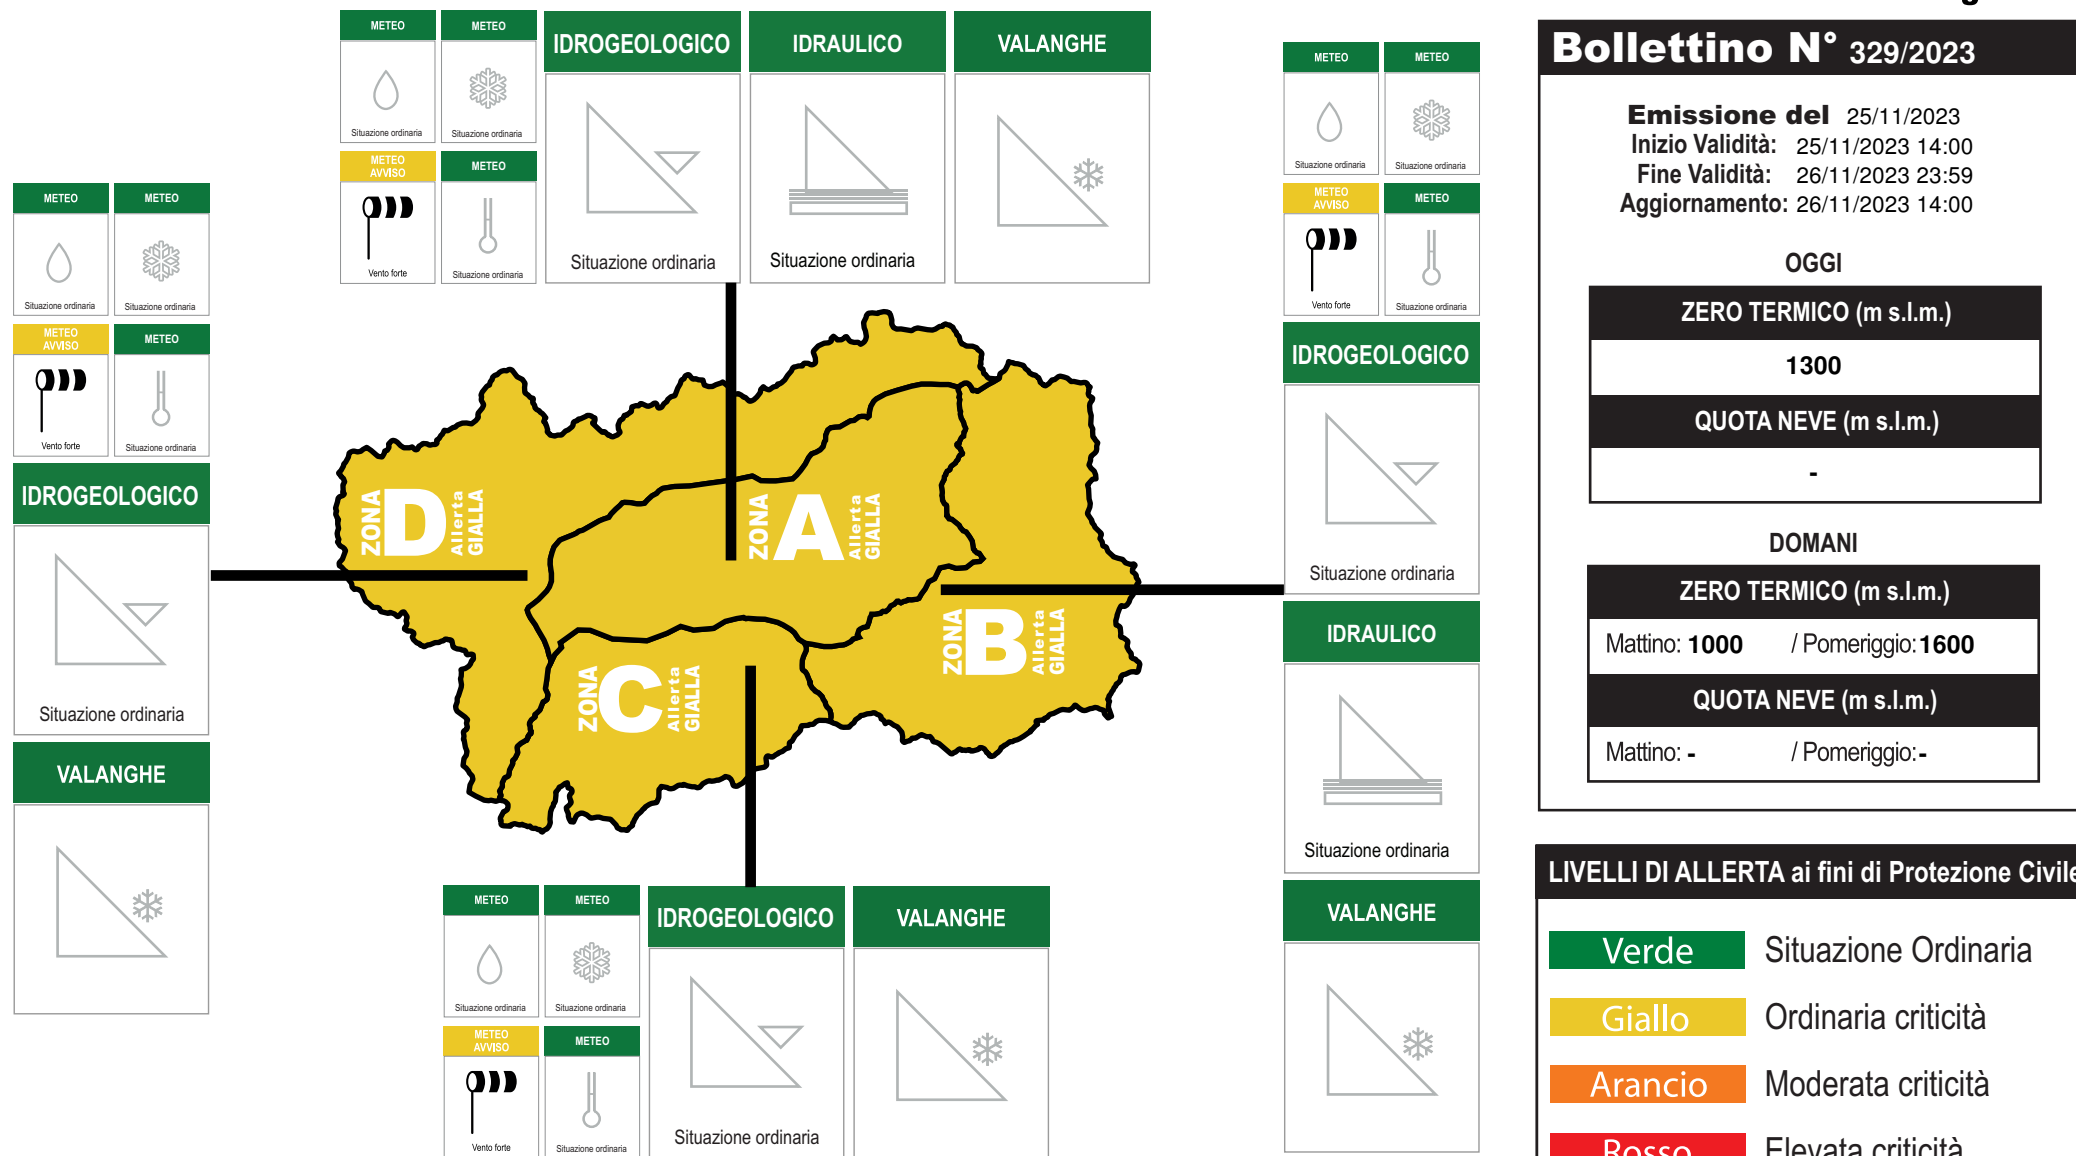 METEO
METEO
Situazione ordinaria
Situazione ordinaria
METEO
AVVISO
METEO
Vento forte
Situazione ordinaria
IDROGEOLOGICO
Situazione ordinaria
IDRAULICO
Situazione ordinaria
VALANGHE
METEO
METEO
Situazione ordinaria
Situazione ordinaria
METEO
AVVISO
METEO
Vento forte
Situazione ordinaria
IDROGEOLOGICO
Situazione ordinaria
VALANGHE
ZONA
D
Allerta
GIALLA
ZONA
A
Allerta
GIALLA
ZONA
B
Allerta
GIALLA
ZONA
C
Allerta
GIALLA
METEO
METEO
Situazione ordinaria
Situazione ordinaria
METEO
AVVISO
METEO
Vento forte
Situazione ordinaria
IDROGEOLOGICO
Situazione ordinaria
VALANGHE
METEO
METEO
Situazione ordinaria
Situazione ordinaria
METEO
AVVISO
METEO
Vento forte
Situazione ordinaria
IDROGEOLOGICO
Situazione ordinaria
IDRAULICO
Situazione ordinaria
VALANGHE
Bollettino N° 329/2023
Emissione del 25/11/2023
Inizio Validità: 25/11/2023 14:00
Fine Validità: 26/11/2023 23:59
Aggiornamento: 26/11/2023 14:00
OGGI
ZERO TERMICO (m s.l.m.)
1300
QUOTA NEVE (m s.l.m.)
-
DOMANI
ZERO TERMICO (m s.l.m.)
Mattino: 1000 / Pomeriggio: 1600
QUOTA NEVE (m s.l.m.)
Mattino: - / Pomeriggio: -
LIVELLI DI ALLERTA ai fini di Protezione Civile
Verde Situazione Ordinaria
Giallo Ordinaria criticità
Arancio Moderata criticità
Rosso Elevata criticità